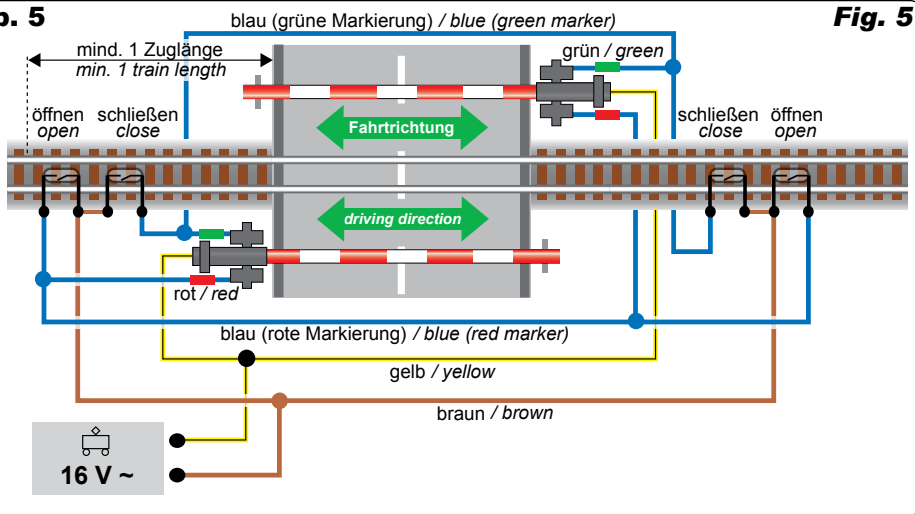 b. 5
Fig. 5
blau (grüne Markierung) / blue (green marker)
mind. 1 Zuglänge
min. 1 train length
grün / green
öffnen
open
schließen
close
Fahrtrichtung
schließen
close
öffnen
open
driving direction
rot / red
blau (rote Markierung) / blue (red marker)
gelb / yellow
braun / brown
16 V ~